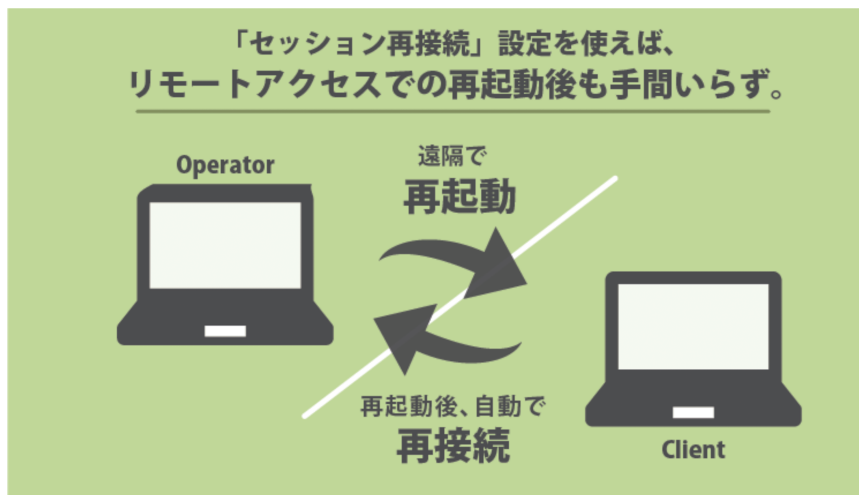 「セッション再接続」設定を使えば、
リモートアクセスでの再起動後も手間いらず。
Operator
遠隔で
再起動
再起動後、自動で
再接続
Client